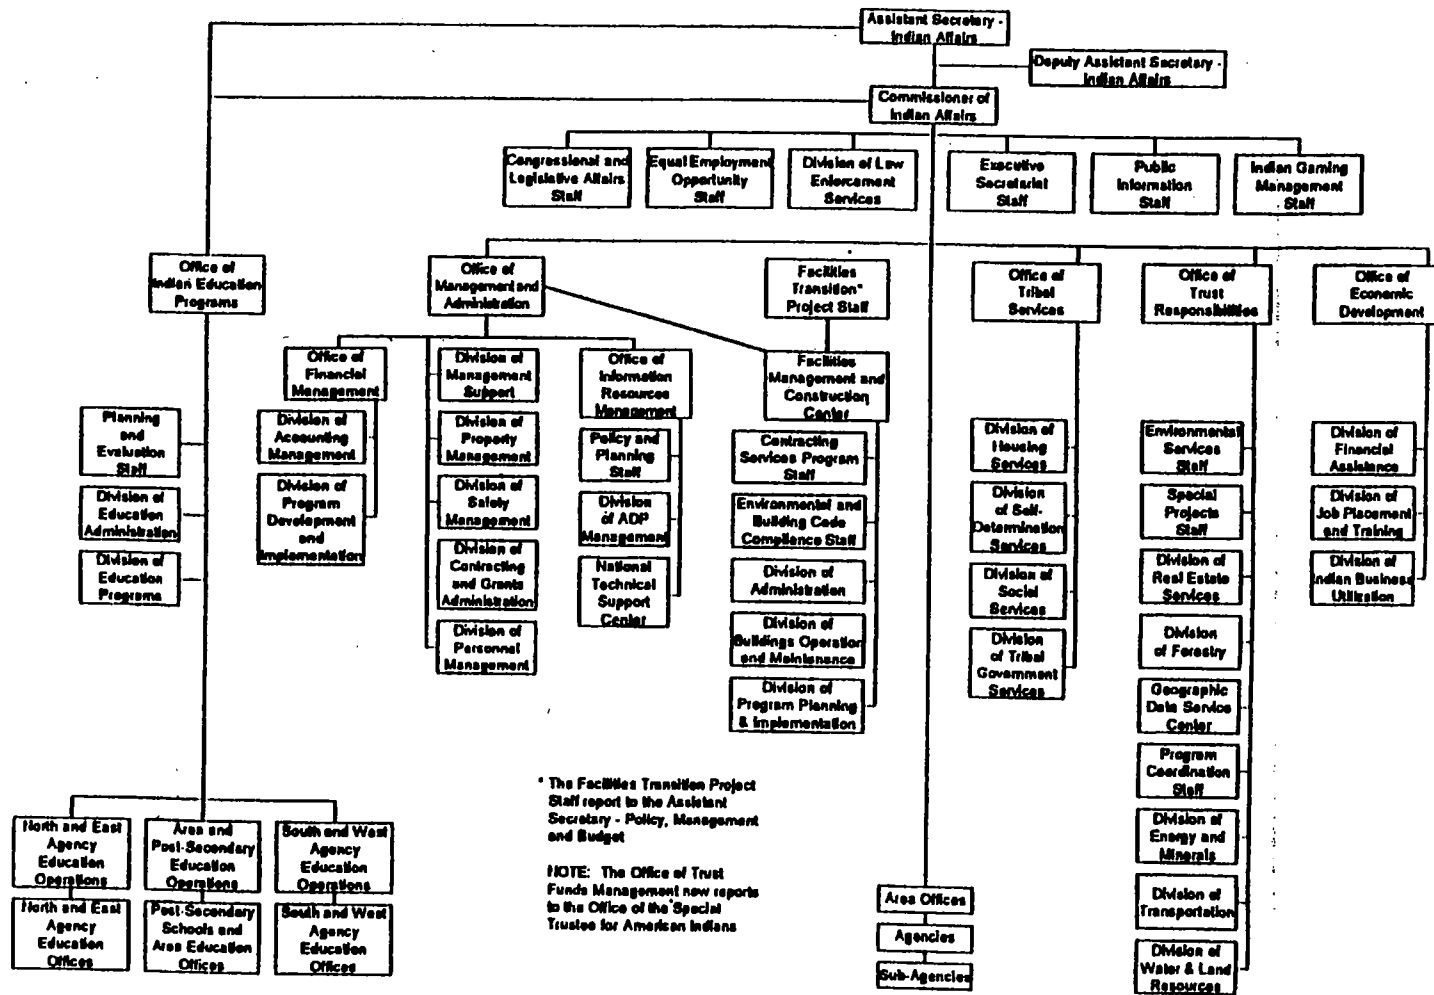 Assistant Secretary -
Indian Affairs
Deputy Assistant Secretary -
Indian Affairs
Commissioner of
Indian Affairs
Congressional and
Legislative Affairs
Staff
Equal Employment
Opportunity
Staff
Division of Law
Enforcement
Services
Executive
Secretariat
Staff
Public
Information
Staff
Indian Gaming
Management
Staff
Office of
Indian Education
Programs
Office of
Management and
Administration
Facilities
Transition*
Project Staff
Office of
Tribal
Services
Office of
Trust
Responsibilities
Office of
Economic
Development
Office of
Financial
Management
Division of
Management
Support
Office of
Information
Resources
Management
Facilities
Management and
Construction
Center
Planning
and
Evaluation
Staff
Division of
Education
Administration
Division of
Education
Programs
Division of
Accounting
Management
Division of
Program
Development
and
Implementation
Division of
Property
Management
Division of
Safety
Management
Division of
Contracting
and Grants
Administration
Division of
Personnel
Management
Policy and
Planning
Staff
Division
of ADP
Management
National
Technical
Support
Center
Contracting
Services Program
Staff
Environmental and
Building Code
Compliance Staff
Division of
Administration
Division of
Buildings Operation
and Maintenance
Division of
Program Planning
& Implementation
Division of
Housing
Services
Division
of Self-
Determination
Services
Division of
Social
Services
Division
of Tribal
Government
Services
Environmental
Services
Staff
Special
Projects
Staff
Division of
Real Estate
Services
Division
of Forestry
Geographic
Data Service
Center
Program
Coordination
Staff
Division of
Energy and
Minerals
Division of
Transportation
Division of
Water & Land
Resources
Division of
Financial
Assistance
Division of
Job Placement
and Training
Division of
Indian Business
Utilization
North and East
Agency
Education
Operations
Area and
Post-Secondary
Education
Operations
South and West
Agency
Education
Operations
North and East
Agency
Education
Offices
Post-Secondary
Schools and
Area Education
Offices
South and West
Agency
Education
Offices
* The Facilities Transition Project
Staff report to the Assistant
Secretary - Policy, Management
and Budget
NOTE: The Office of Trust
Funds Management now reports
to the Office of the Special
Trustee for American Indians
Area Offices
Agencies
Sub-Agencies